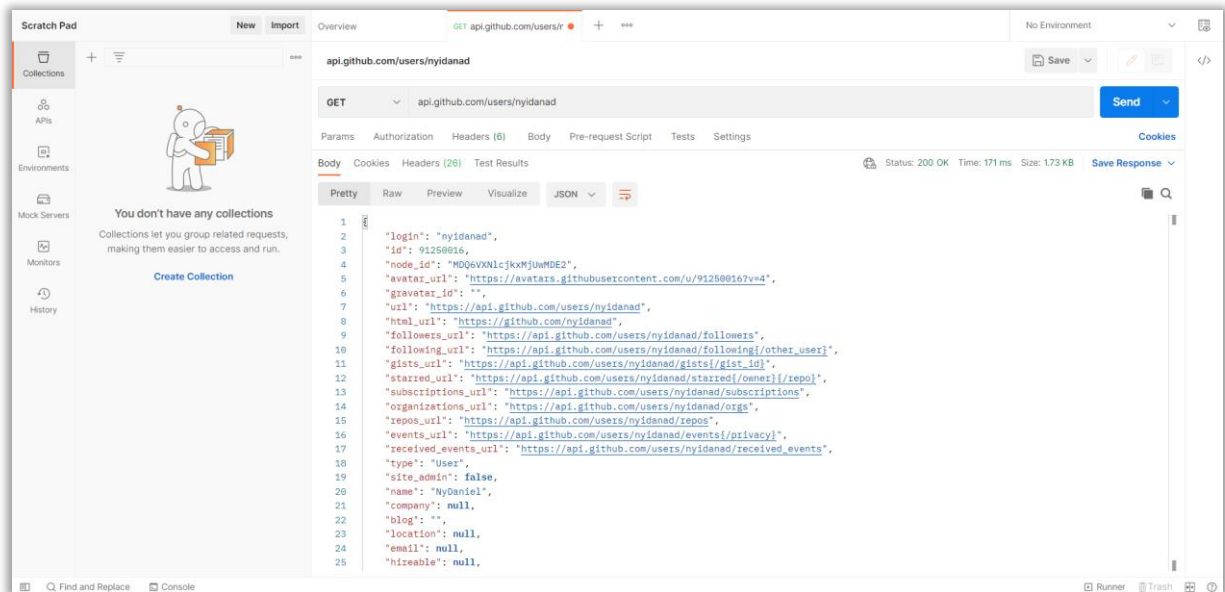 Scratch Pad New Import Overview GET api.github.com/users/r No Environment
Collections
APIs
Environments
Mock Servers
Monitors
History
You don't have any collections
Collections let you group related requests,
making them easier to access and run.
Create Collection
api.github.com/users/nyidanad Save
GET api.github.com/users/nyidanad Send
Params Authorization Headers (6) Body Pre-request Script Tests Settings Cookies
Body Cookies Headers (26) Test Results Status: 200 OK Time: 171 ms Size: 1.73 KB Save Response
Pretty Raw Preview Visualize JSON
1 {
2 "login": "nyidanad",
3 "id": 91250016,
4 "node_id": "MDQ6VXNlcjkxMjUwMDE2",
5 "avatar_url": "https://avatars.githubusercontent.com/u/91250016?v=4",
6 "gravatar_id": "",
7 "url": "https://api.github.com/users/nyidanad",
8 "html_url": "https://github.com/nyidanad",
9 "followers_url": "https://api.github.com/users/nyidanad/followers",
10 "following_url": "https://api.github.com/users/nyidanad/following{/other_user}",
11 "gists_url": "https://api.github.com/users/nyidanad/gists{/gist_id}",
12 "starred_url": "https://api.github.com/users/nyidanad/starred{/owner}{/repo}",
13 "subscriptions_url": "https://api.github.com/users/nyidanad/subscriptions",
14 "organizations_url": "https://api.github.com/users/nyidanad/orgs",
15 "repos_url": "https://api.github.com/users/nyidanad/repos",
16 "events_url": "https://api.github.com/users/nyidanad/events{/privacy}",
17 "received_events_url": "https://api.github.com/users/nyidanad/received_events",
18 "type": "User",
19 "site_admin": false,
20 "name": "NyDaniel",
21 "company": null,
22 "blog": "",
23 "location": null,
24 "email": null,
25 "hireable": null,
Find and Replace Console Runner Trash